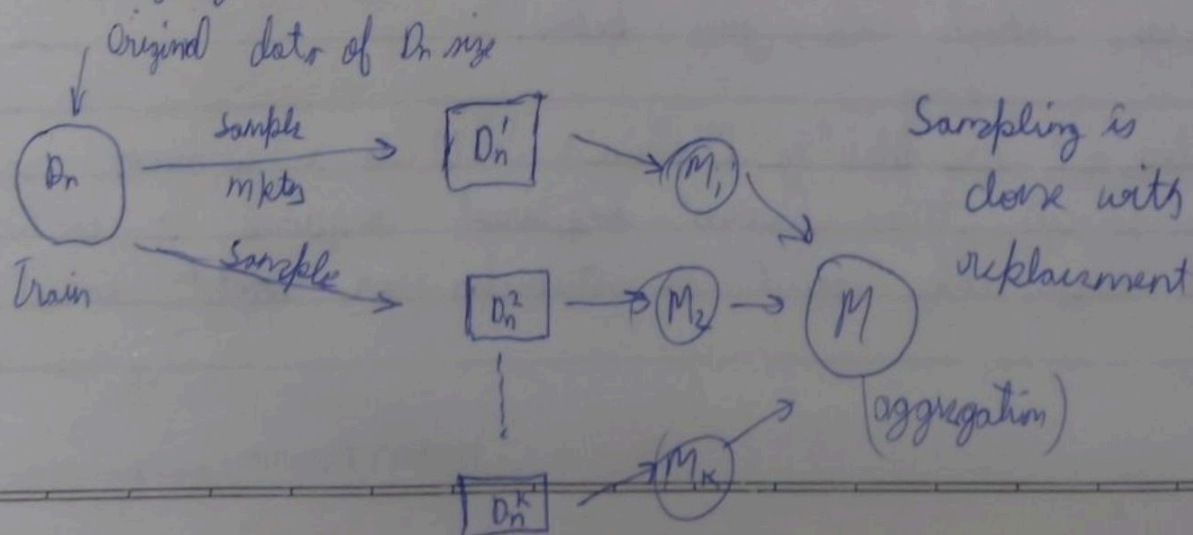 Original data of Dn size
Dn
Sample
m pts
Dn¹
M₁
Sampling is
done with
replacement
Train
Sample
Dn²
M₂
M
(aggregation)
Dnᵏ
Mₖ